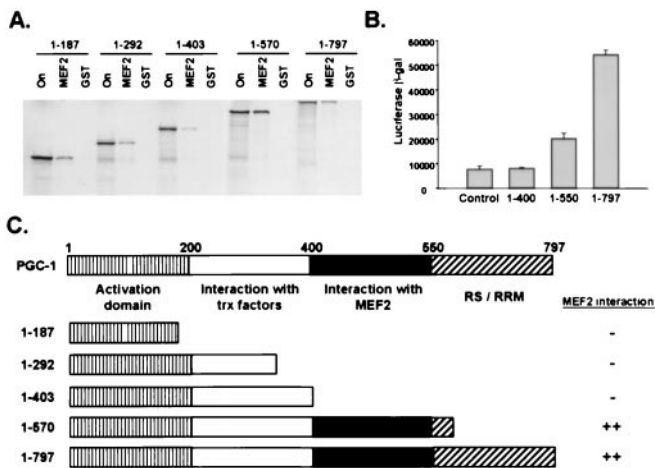 A.
1-187 1-292 1-403 1-570 1-797
On MEF2 GST On MEF2 GST On MEF2 GST On MEF2 GST On MEF2 GST
B.
Luciferase β-gal
60000
50000
40000
30000
20000
10000
0
Control 1-400 1-550 1-797
C.
1 200 400 550 797
PGC-1
Activation domain
Interaction with trx factors
Interaction with MEF2
RS / RRM
MEF2 interaction
1-187 -
1-292 -
1-403 -
1-570 ++
1-797 ++